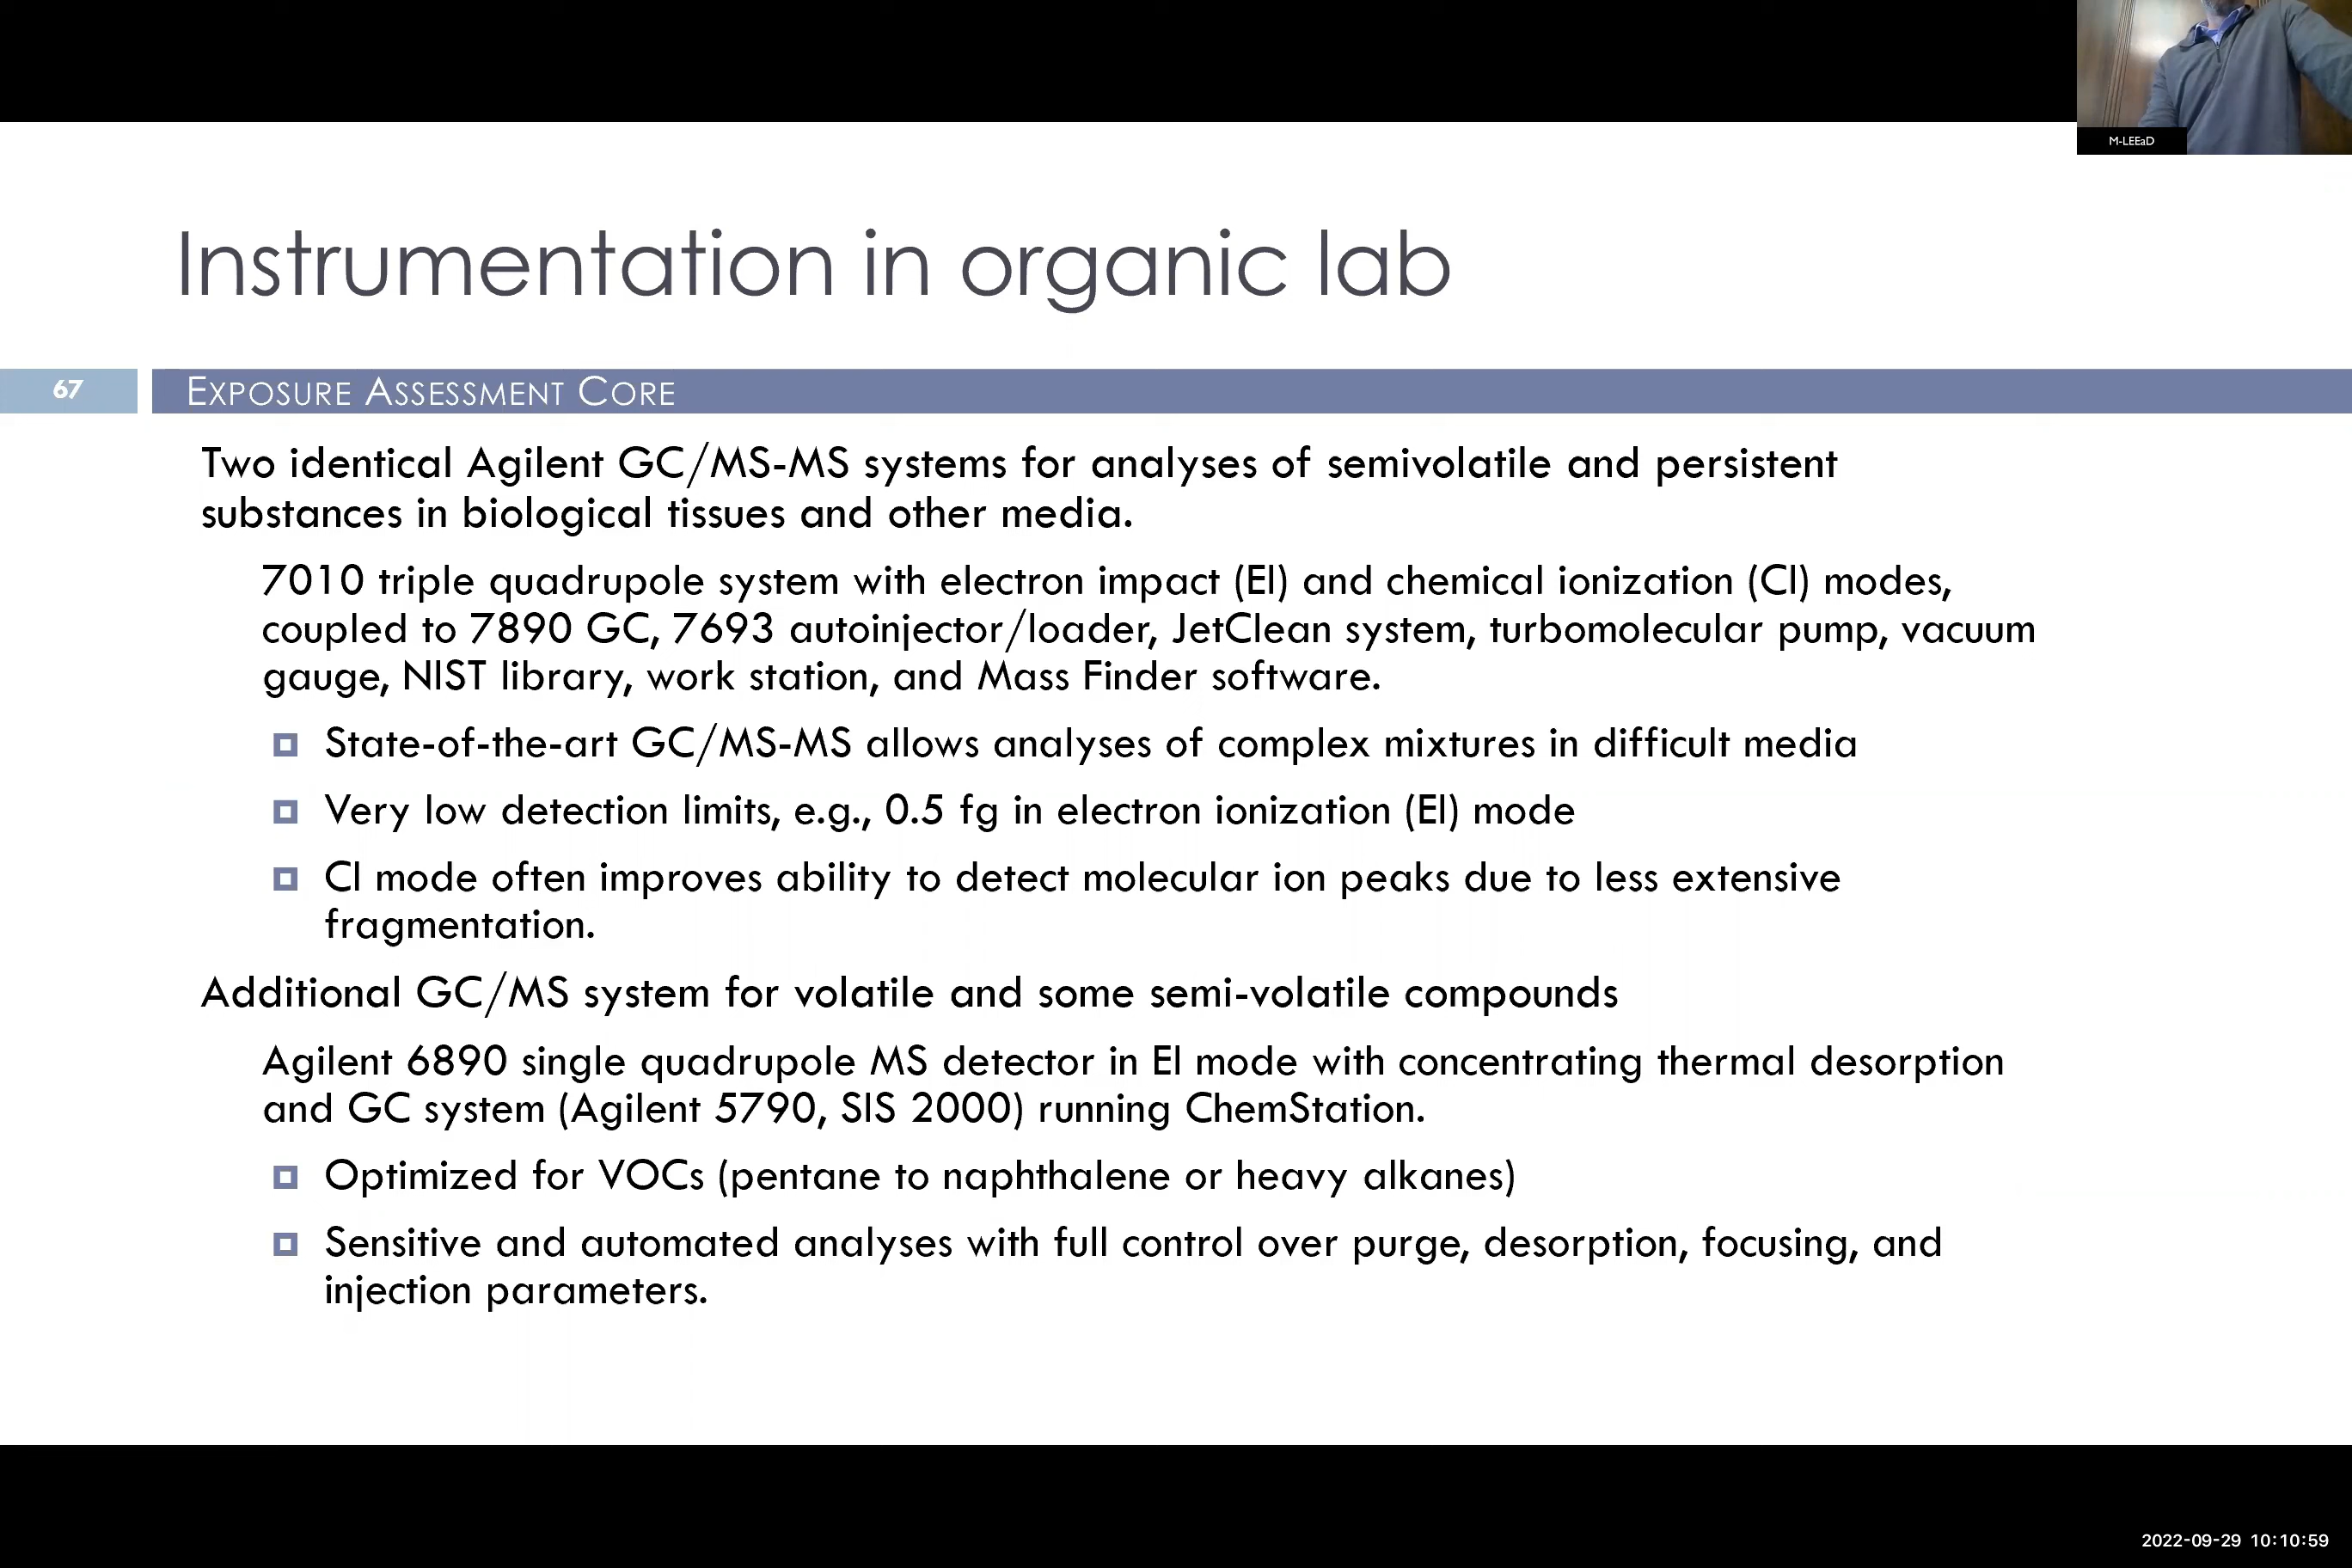 M-LEEaD
Instrumentation in organic lab
67
EXPOSURE ASSESSMENT CORE
Two identical Agilent GC/MS-MS systems for analyses of semivolatile and persistent
substances in biological tissues and other media.
7010 triple quadrupole system with electron impact (EI) and chemical ionization (CI) modes,
coupled to 7890 GC, 7693 autoinjector/loader, JetClean system, turbomolecular pump, vacuum
gauge, NIST library, work station, and Mass Finder software.
State-of-the-art GC/MS-MS allows analyses of complex mixtures in difficult media
Very low detection limits, e.g., 0.5 fg in electron ionization (EI) mode
CI mode often improves ability to detect molecular ion peaks due to less extensive
fragmentation.
Additional GC/MS system for volatile and some semi-volatile compounds
Agilent 6890 single quadrupole MS detector in EI mode with concentrating thermal desorption
and GC system (Agilent 5790, SIS 2000) running ChemStation.
Optimized for VOCs (pentane to naphthalene or heavy alkanes)
Sensitive and automated analyses with full control over purge, desorption, focusing, and
injection parameters.
2022-09-29 10:10:59